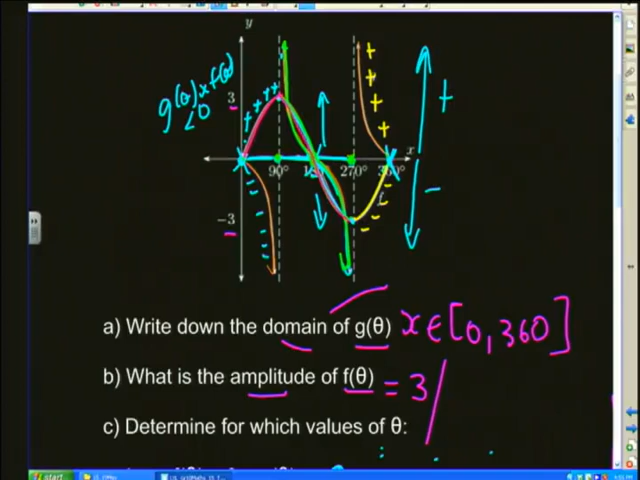 y
g(θ) x f(θ)
< 0
3
+ + + +
+ + + +
+
x
90° 270° 360°
−3
−
a) Write down the domain of g(θ) x ∈ [0, 360]
b) What is the amplitude of f(θ) = 3
c) Determine for which values of θ:
start